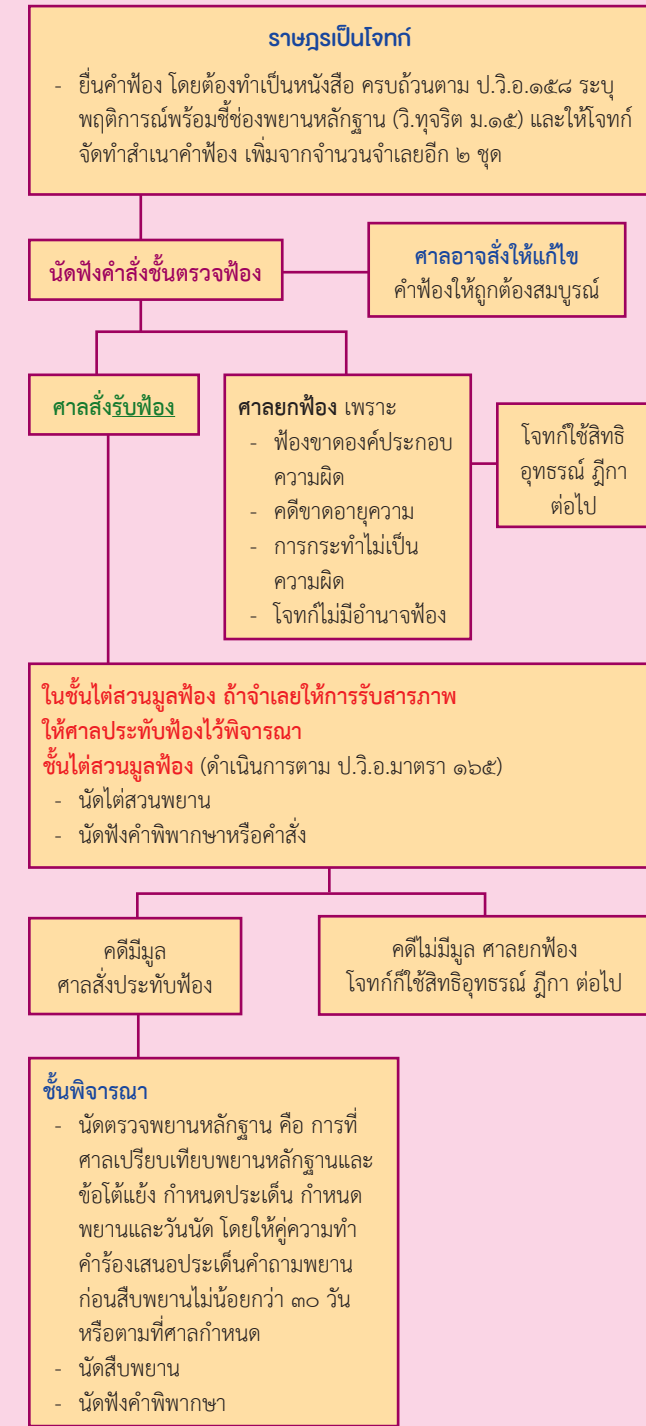 ราษฎรเป็นโจทก์
- ยื่นคำฟ้อง โดยต้องทำเป็นหนังสือ ครบถ้วนตาม ป.วิ.อ.๑๕๘ ระบุ
พฤติการณ์พร้อมชี้ช่องพยานหลักฐาน (วิ.ทุจริต ม.๑๕) และให้โจทก์
จัดทำสำเนาคำฟ้อง เพิ่มจากจำนวนจำเลยอีก ๒ ชุด
นัดฟังคำสั่งชั้นตรวจฟ้อง
ศาลอาจสั่งให้แก้ไข
คำฟ้องให้ถูกต้องสมบูรณ์
ศาลสั่งรับฟ้อง
ศาลยกฟ้อง เพราะ
- ฟ้องขาดองค์ประกอบ
ความผิด
- คดีขาดอายุความ
- การกระทำไม่เป็น
ความผิด
- โจทก์ไม่มีอำนาจฟ้อง
โจทก์ใช้สิทธิ
อุทธรณ์ ฎีกา
ต่อไป
ในชั้นไต่สวนมูลฟ้อง ถ้าจำเลยให้การรับสารภาพ
ให้ศาลประทับฟ้องไว้พิจารณา
ชั้นไต่สวนมูลฟ้อง (ดำเนินการตาม ป.วิ.อ.มาตรา ๑๖๕)
- นัดไต่สวนพยาน
- นัดฟังคำพิพากษาหรือคำสั่ง
คดีมีมูล
ศาลสั่งประทับฟ้อง
คดีไม่มีมูล ศาลยกฟ้อง
โจทก์ก็ใช้สิทธิอุทธรณ์ ฎีกา ต่อไป
ชั้นพิจารณา
- นัดตรวจพยานหลักฐาน คือ การที่
ศาลเปรียบเทียบพยานหลักฐานและ
ข้อโต้แย้ง กำหนดประเด็น กำหนด
พยานและวันนัด โดยให้คู่ความทำ
คำร้องเสนอประเด็นคำถามพยาน
ก่อนสืบพยานไม่น้อยกว่า ๓๐ วัน
หรือตามที่ศาลกำหนด
- นัดสืบพยาน
- นัดฟังคำพิพากษา